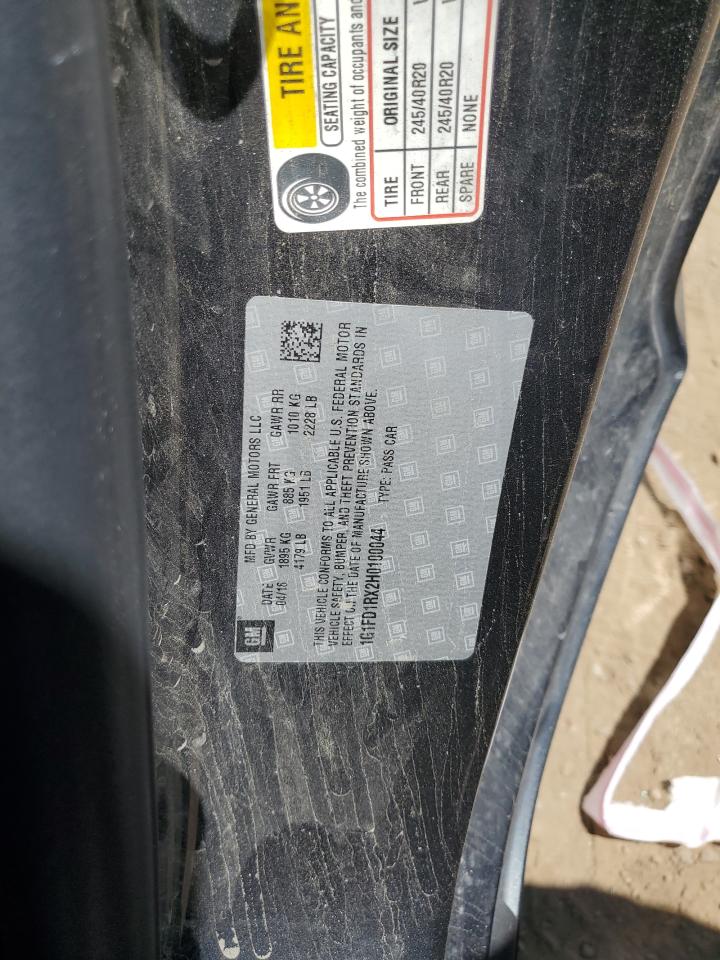 TIRE AN
SEATING CAPACITY
The combined weight of occupants and
TIRE ORIGINAL SIZE
FRONT 245/40R20
REAR 245/40R20
SPARE NONE
MFD BY GENERAL MOTORS LLC
DATE GVWR GAWR FRT GAWR RR
04/16 1895 KG 885 KG 1010 KG
4179 LB 1951 LB 2228 LB
THIS VEHICLE CONFORMS TO ALL APPLICABLE U.S. FEDERAL MOTOR
VEHICLE SAFETY, BUMPER, AND THEFT PREVENTION STANDARDS IN
EFFECT ON THE DATE OF MANUFACTURE SHOWN ABOVE.
1G1FD1RX2H0100044 TYPE: PASS CAR
GM